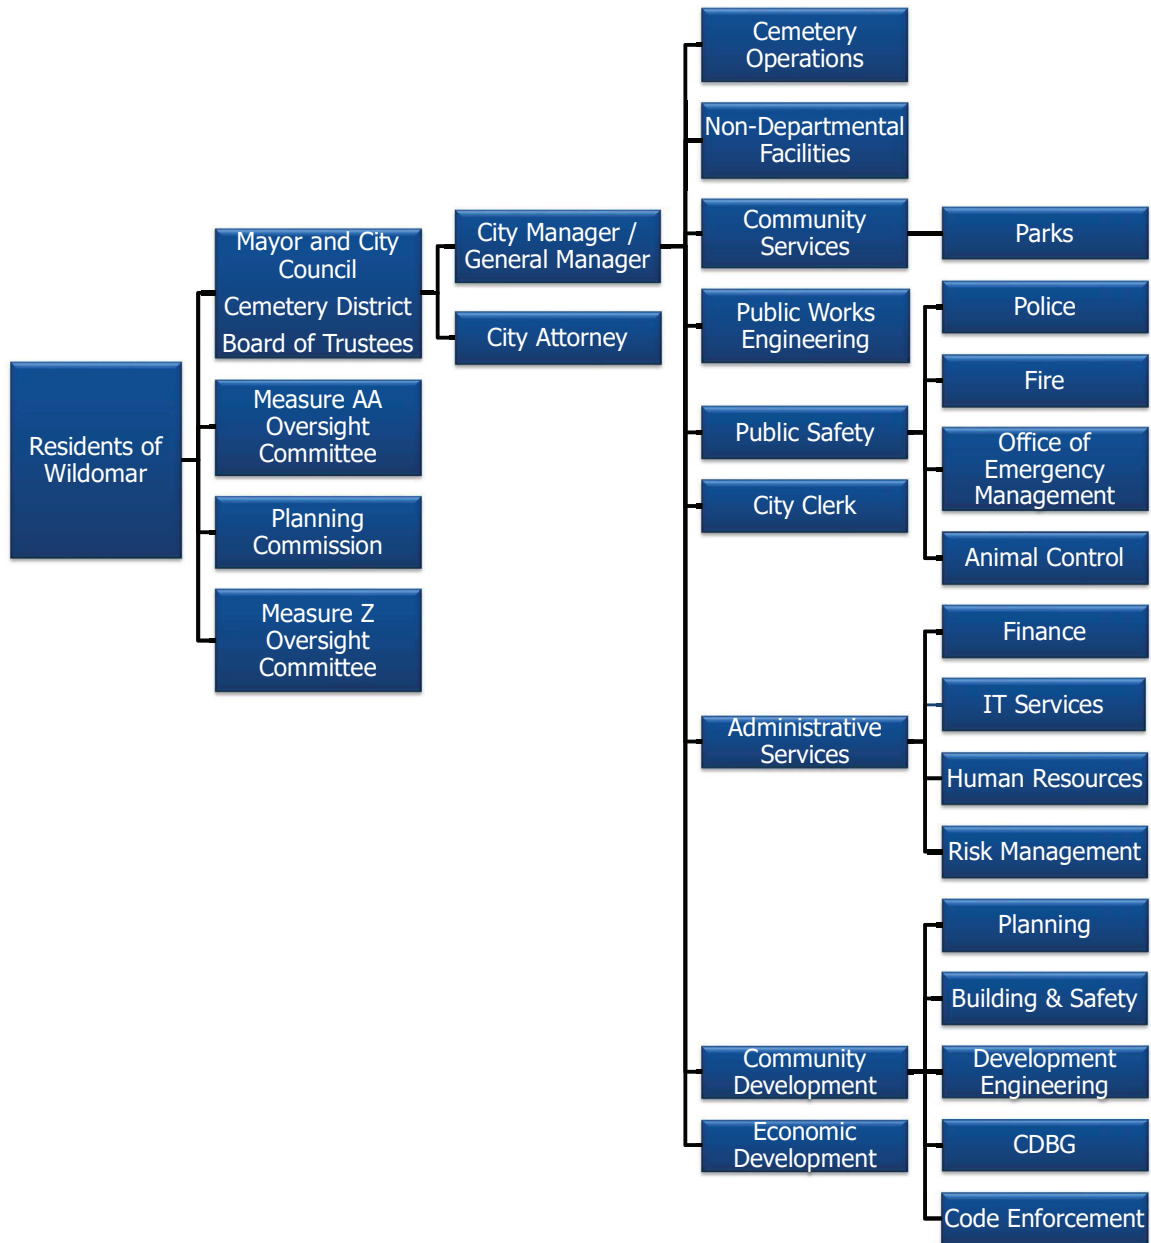 Residents of
Wildomar
Mayor and City
Council
Cemetery District
Board of Trustees
Measure AA
Oversight
Committee
Planning
Commission
Measure Z
Oversight
Committee
City Manager /
General Manager
City Attorney
Cemetery
Operations
Non-Departmental
Facilities
Community
Services
Parks
Public Works
Engineering
Public Safety
Police
Fire
Office of
Emergency
Management
Animal Control
City Clerk
Administrative
Services
Finance
IT Services
Human Resources
Risk Management
Community
Development
Planning
Building & Safety
Development
Engineering
CDBG
Code Enforcement
Economic
Development